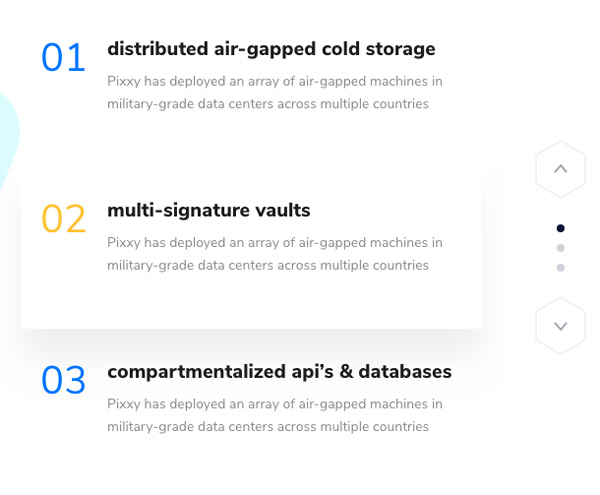 01 distributed air-gapped cold storage
Pixxy has deployed an array of air-gapped machines in
military-grade data centers across multiple countries
02 multi-signature vaults
Pixxy has deployed an array of air-gapped machines in
military-grade data centers across multiple countries
03 compartmentalized api’s & databases
Pixxy has deployed an array of air-gapped machines in
military-grade data centers across multiple countries